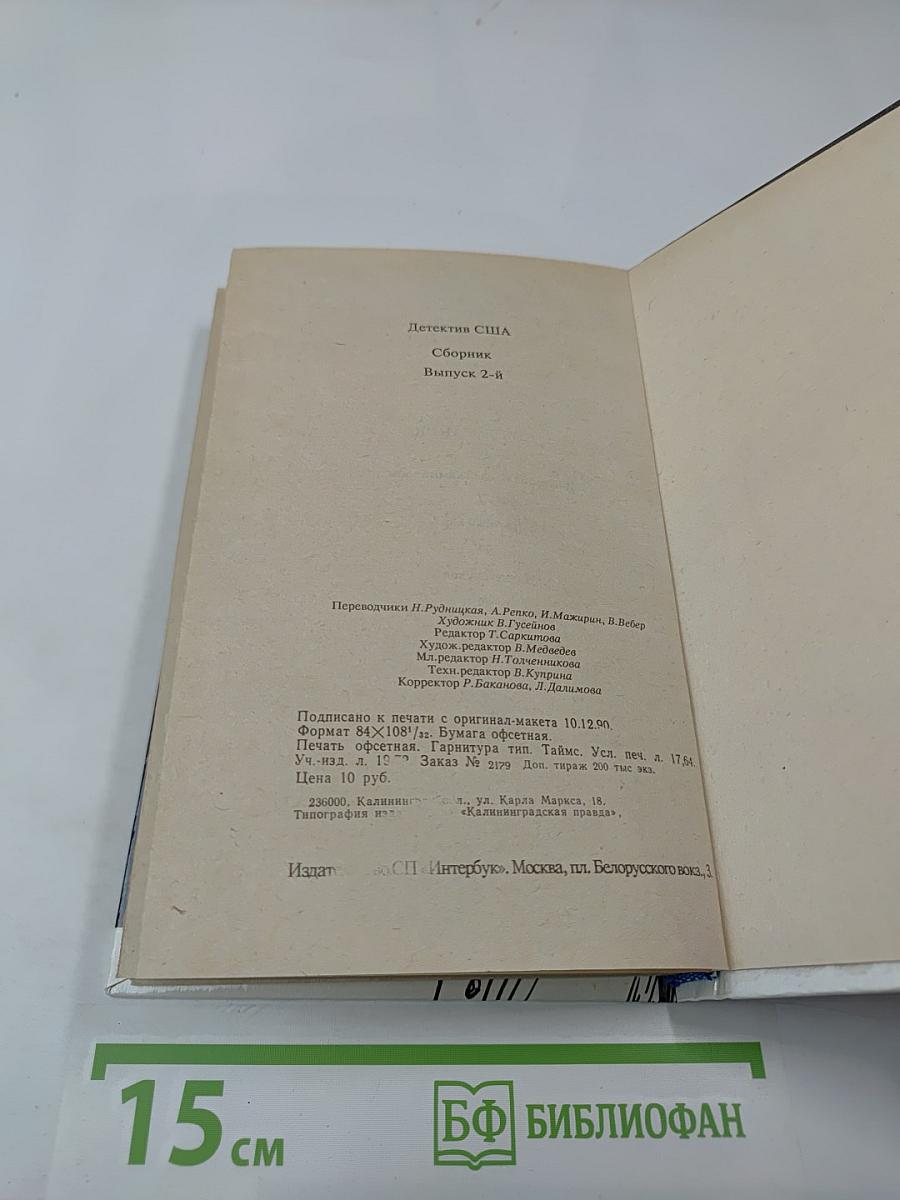 Детектив США
Сборник
Выпуск 2-й
Переводчики Н.Рудницкая, А.Репко, И.Мажирин, В.Вебер
Художник В.Гусейнов
Редактор Т.Саркитова
Худож.редактор В.Медведев
Мл.редактор Н.Толченникова
Техн.редактор В.Куприна
Корректор Р.Баканова, Л.Далимова
Подписано к печати с оригинал-макета 10.12.90.
Формат 84×108¹/₃₂. Бумага офсетная.
Печать офсетная. Гарнитура тип. Таймс. Усл. печ. л. 17,64.
Уч.-изд. л. Заказ № 2179 Доп. тираж 200 тыс экз.
Цена 10 руб.
236000, ул. Карла Маркса, 18.
Типография «Калининградская правда»,
СП «Интербук». Москва, пл. Белорусского вокз., 3.
15 см
БФ БИБЛИОФАН